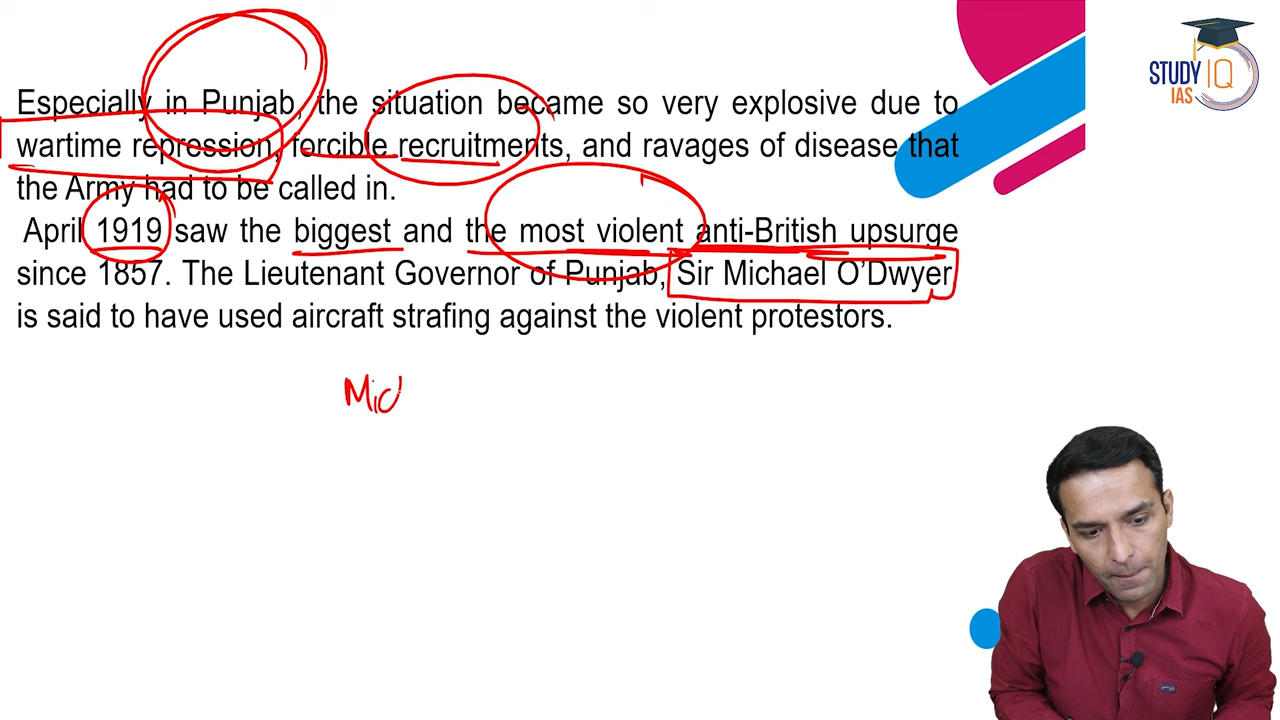 Especially in Punjab, the situation became so very explosive due to
wartime repression, forcible recruitments, and ravages of disease that
the Army had to be called in.
April 1919 saw the biggest and the most violent anti-British upsurge
since 1857. The Lieutenant Governor of Punjab, Sir Michael O’Dwyer
is said to have used aircraft strafing against the violent protestors.
Mic
STUDY IQ
IAS